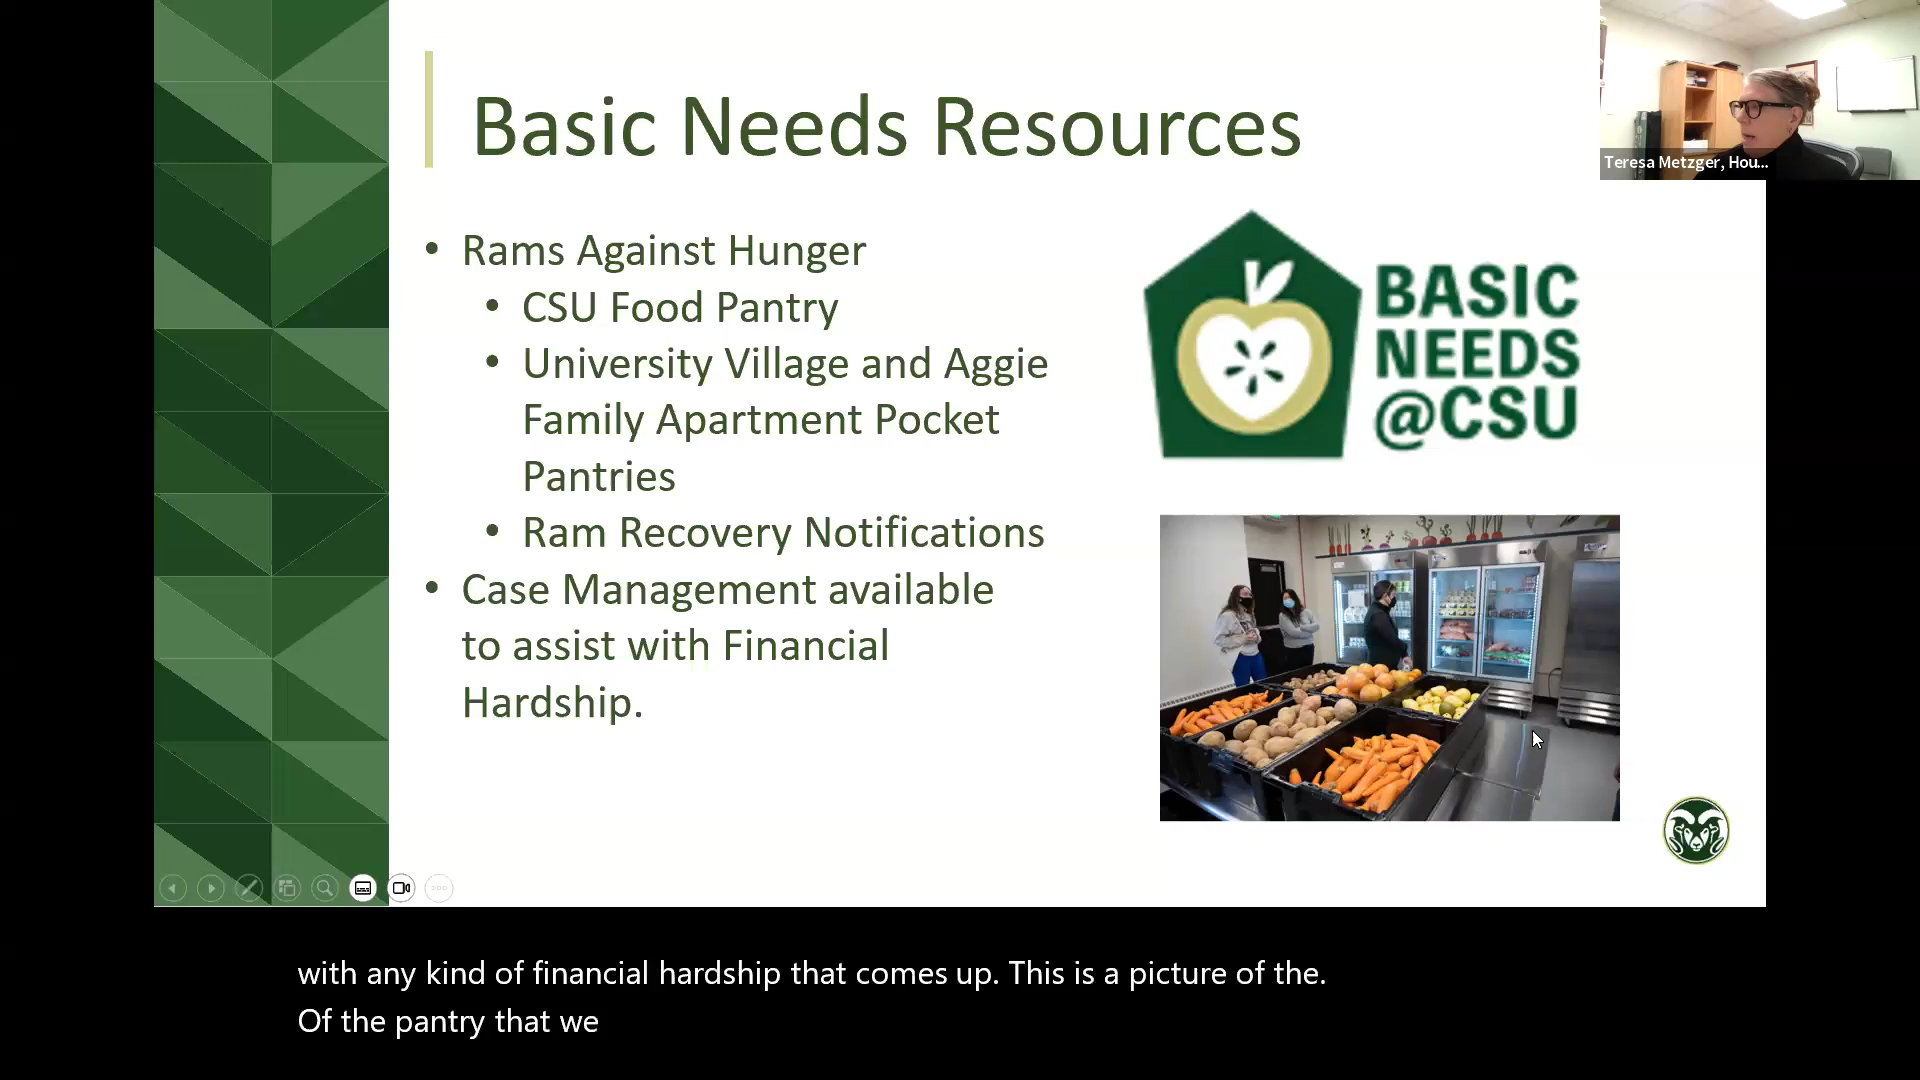 Basic Needs Resources
Teresa Metzger, Hou...
• Rams Against Hunger
• CSU Food Pantry
• University Village and Aggie
Family Apartment Pocket
Pantries
• Ram Recovery Notifications
• Case Management available
to assist with Financial
Hardship.
BASIC
NEEDS
@CSU
with any kind of financial hardship that comes up. This is a picture of the.
Of the pantry that we